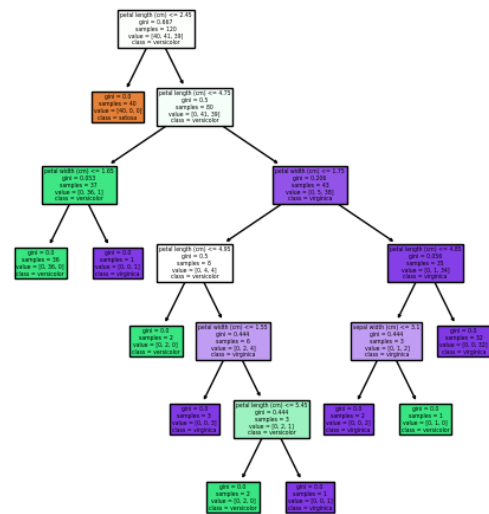 petal length (cm) <= 2.45
gini = 0.667
samples = 120
value = [40, 41, 39]
class = versicolor
gini = 0.0
samples = 40
value = [40, 0, 0]
class = setosa
petal length (cm) <= 4.75
gini = 0.5
samples = 80
value = [0, 41, 39]
class = versicolor
petal width (cm) <= 1.65
gini = 0.053
samples = 37
value = [0, 36, 1]
class = versicolor
petal width (cm) <= 1.75
gini = 0.206
samples = 43
value = [0, 5, 38]
class = virginica
gini = 0.0
samples = 36
value = [0, 36, 0]
class = versicolor
gini = 0.0
samples = 1
value = [0, 0, 1]
class = virginica
petal length (cm) <= 4.95
gini = 0.5
samples = 8
value = [0, 4, 4]
class = versicolor
petal length (cm) <= 4.85
gini = 0.056
samples = 35
value = [0, 1, 34]
class = virginica
gini = 0.0
samples = 2
value = [0, 2, 0]
class = versicolor
petal width (cm) <= 1.55
gini = 0.444
samples = 6
value = [0, 2, 4]
class = virginica
sepal width (cm) <= 3.1
gini = 0.444
samples = 3
value = [0, 1, 2]
class = virginica
gini = 0.0
samples = 32
value = [0, 0, 32]
class = virginica
gini = 0.0
samples = 3
value = [0, 0, 3]
class = virginica
petal length (cm) <= 5.45
gini = 0.444
samples = 3
value = [0, 2, 1]
class = versicolor
gini = 0.0
samples = 2
value = [0, 0, 2]
class = virginica
gini = 0.0
samples = 1
value = [0, 1, 0]
class = versicolor
gini = 0.0
samples = 2
value = [0, 2, 0]
class = versicolor
gini = 0.0
samples = 1
value = [0, 0, 1]
class = virginica